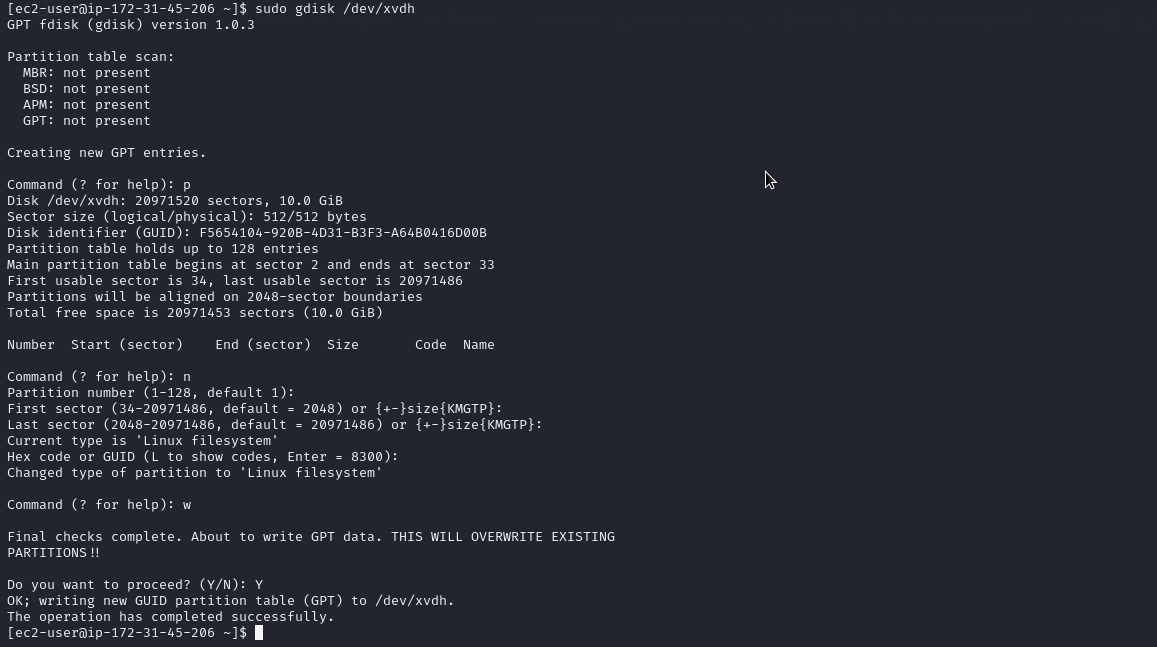 [ec2-user@ip-172-31-45-206 ~]$ sudo gdisk /dev/xvdh
GPT fdisk (gdisk) version 1.0.3
Partition table scan:
  MBR: not present
  BSD: not present
  APM: not present
  GPT: not present
Creating new GPT entries.
Command (? for help): p
Disk /dev/xvdh: 20971520 sectors, 10.0 GiB
Sector size (logical/physical): 512/512 bytes
Disk identifier (GUID): F5654104-920B-4D31-B3F3-A64B0416D00B
Partition table holds up to 128 entries
Main partition table begins at sector 2 and ends at sector 33
First usable sector is 34, last usable sector is 20971486
Partitions will be aligned on 2048-sector boundaries
Total free space is 20971453 sectors (10.0 GiB)
Number  Start (sector)    End (sector)  Size       Code  Name
Command (? for help): n
Partition number (1-128, default 1):
First sector (34-20971486, default = 2048) or {+-}size{KMGTP}:
Last sector (2048-20971486, default = 20971486) or {+-}size{KMGTP}:
Current type is 'Linux filesystem'
Hex code or GUID (L to show codes, Enter = 8300):
Changed type of partition to 'Linux filesystem'
Command (? for help): w
Final checks complete. About to write GPT data. THIS WILL OVERWRITE EXISTING
PARTITIONS!!
Do you want to proceed? (Y/N): Y
OK; writing new GUID partition table (GPT) to /dev/xvdh.
The operation has completed successfully.
[ec2-user@ip-172-31-45-206 ~]$